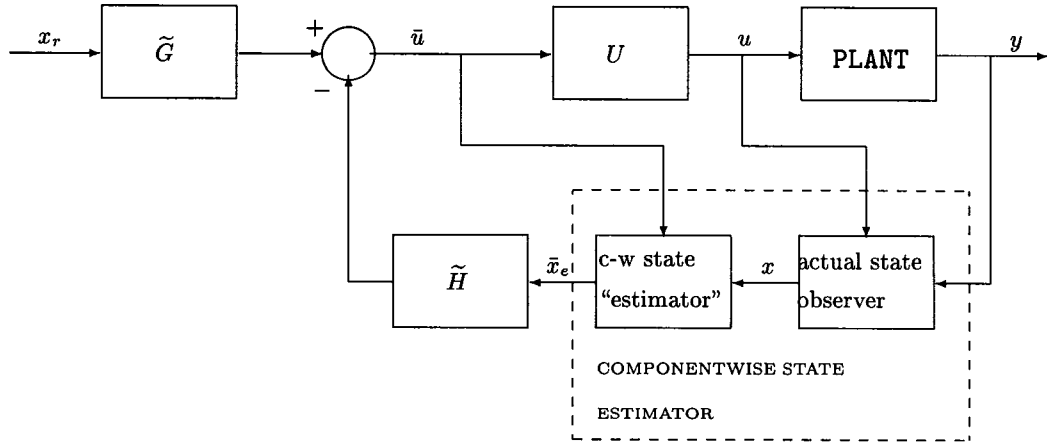 x_r
G̃
+
−
ū
U
u
PLANT
y
H̃
x̄_e
c-w state
“estimator”
x
actual state
observer
COMPONENTWISE STATE
ESTIMATOR